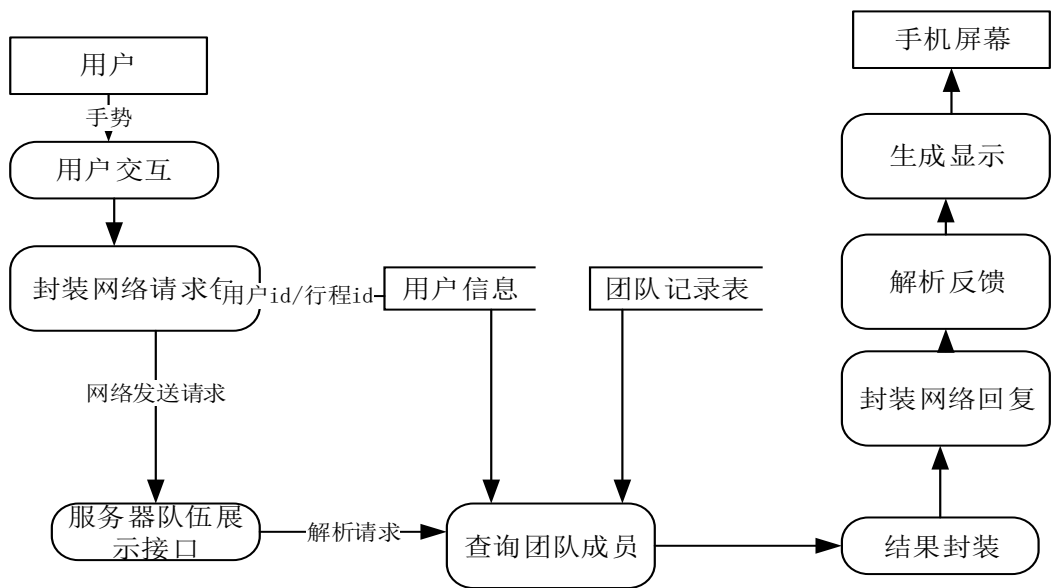 用户
手机屏幕
手势
用户交互
生成显示
封装网络请求包
用户id/行程id
用户信息
团队记录表
解析反馈
网络发送请求
封装网络回复
服务器队伍展
示接口
解析请求
查询团队成员
结果封装